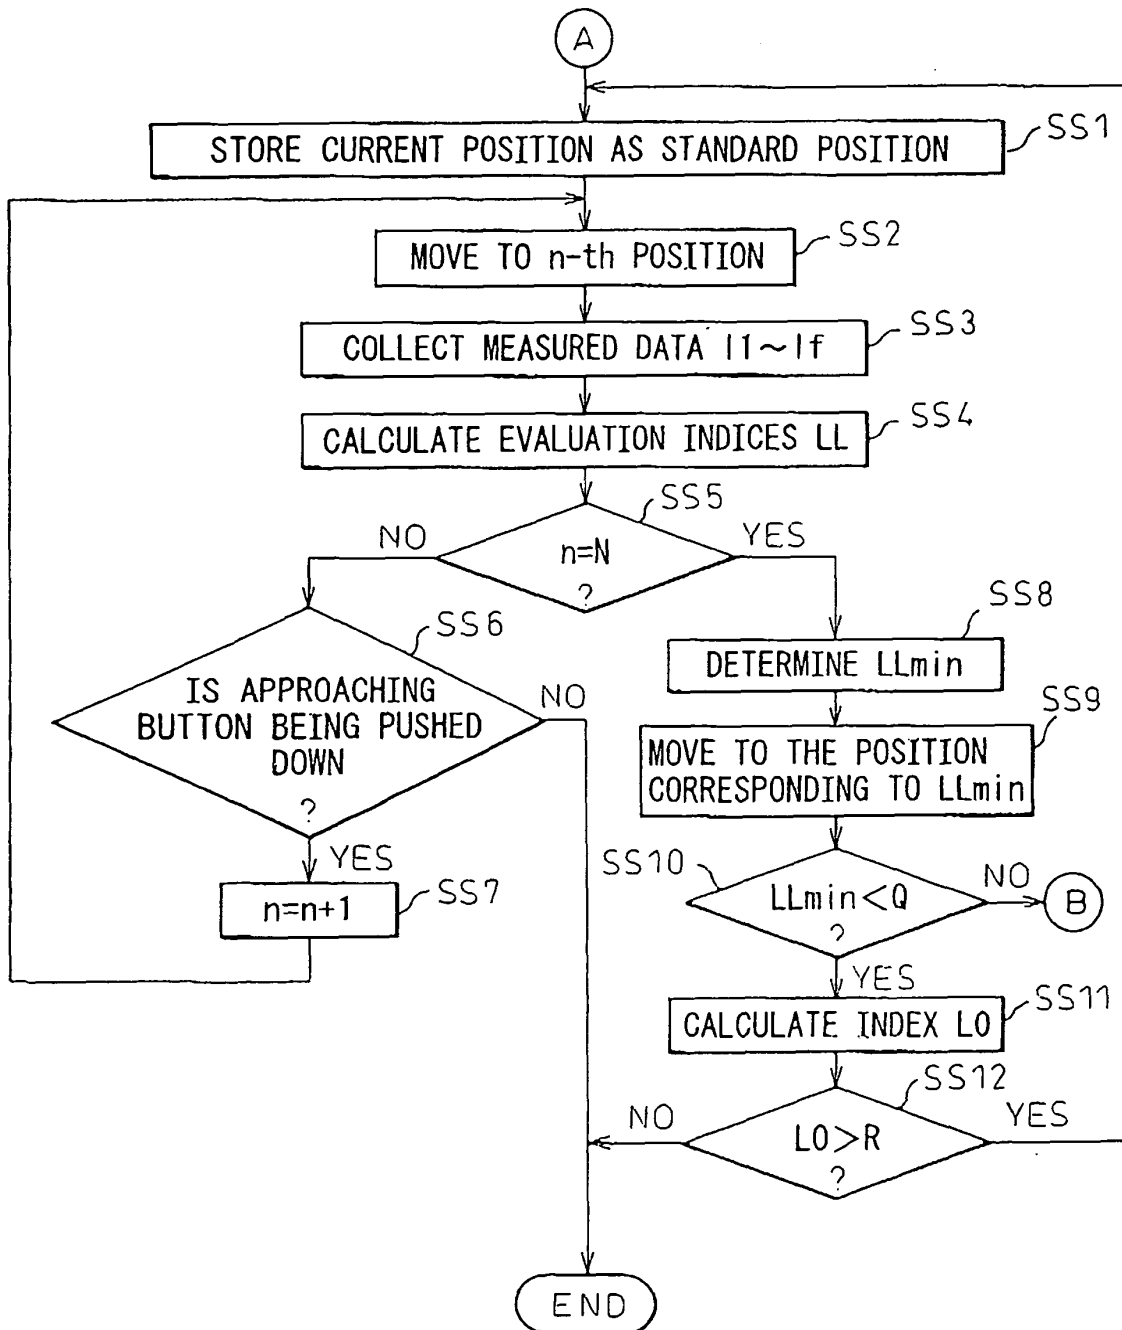 A
STORE CURRENT POSITION AS STANDARD POSITION
SS1
MOVE TO n-th POSITION
SS2
COLLECT MEASURED DATA I1~If
SS3
CALCULATE EVALUATION INDICES LL
SS4
n=N
?
SS5
NO
YES
IS APPROACHING
BUTTON BEING PUSHED
DOWN
?
SS6
NO
YES
n=n+1
SS7
DETERMINE LLmin
SS8
MOVE TO THE POSITION
CORRESPONDING TO LLmin
SS9
LLmin<Q
?
SS10
NO
B
YES
CALCULATE INDEX L0
SS11
L0>R
?
SS12
NO
YES
END